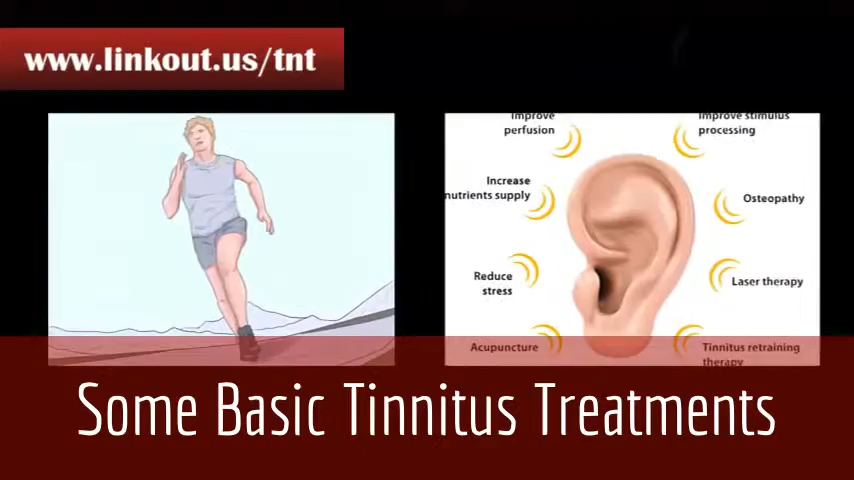 www.linkout.us/tnt
Improve
perfusion
Improve stimulus
processing
Increase
nutrients supply
Osteopathy
Reduce
stress
Laser therapy
Acupuncture
Tinnitus retraining
therapy
Some Basic Tinnitus Treatments